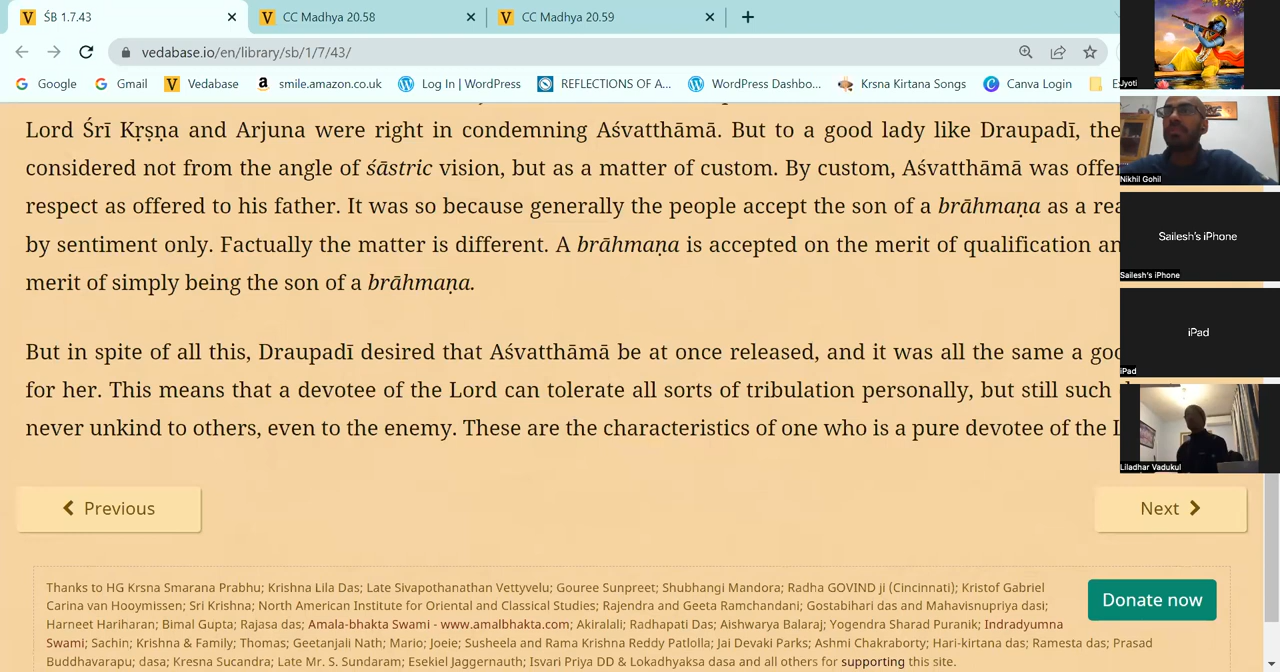 ŚB 1.7.43
CC Madhya 20.58
CC Madhya 20.59
vedabase.io/en/library/sb/1/7/43/
Google
Gmail
Vedabase
smile.amazon.co.uk
Log In | WordPress
REFLECTIONS OF A...
WordPress Dashbo...
Krsna Kirtana Songs
Canva Login
Lord Śrī Kṛṣṇa and Arjuna were right in condemning Aśvatthāmā. But to a good lady like Draupadī, the
considered not from the angle of śāstric vision, but as a matter of custom. By custom, Aśvatthāmā was offer
respect as offered to his father. It was so because generally the people accept the son of a brāhmaṇa as a rea
by sentiment only. Factually the matter is different. A brāhmaṇa is accepted on the merit of qualification an
merit of simply being the son of a brāhmaṇa.
But in spite of all this, Draupadī desired that Aśvatthāmā be at once released, and it was all the same a goo
for her. This means that a devotee of the Lord can tolerate all sorts of tribulation personally, but still such
never unkind to others, even to the enemy. These are the characteristics of one who is a pure devotee of the L
Previous
Next
Thanks to HG Krsna Smarana Prabhu; Krishna Lila Das; Late Sivapothanathan Vettyvelu; Gouree Sunpreet; Shubhangi Mandora; Radha GOVIND ji (Cincinnati); Kristof Gabriel
Carina van Hooymissen; Sri Krishna; North American Institute for Oriental and Classical Studies; Rajendra and Geeta Ramchandani; Gostabihari das and Mahavisnupriya dasi;
Harneet Hariharan; Bimal Gupta; Rajasa das; Amala-bhakta Swami - www.amalbhakta.com; Akiralali; Radhapati Das; Aishwarya Balaraj; Yogendra Sharad Puranik; Indradyumna
Swami; Sachin; Krishna & Family; Thomas; Geetanjali Nath; Mario; Joeie; Susheela and Rama Krishna Reddy Patlolla; Jai Devaki Parks; Ashmi Chakraborty; Hari-kirtana das; Ramesta das; Prasad
Buddhavarapu; dasa; Kresna Sucandra; Late Mr. S. Sundaram; Esekiel Jaggernauth; Isvari Priya DD & Lokadhyaksa dasa and all others for supporting this site.
Donate now
Jyoti
Nikhil Gohil
Sailesh's iPhone
Sailesh's iPhone
iPad
iPad
Liladhar Vadukul